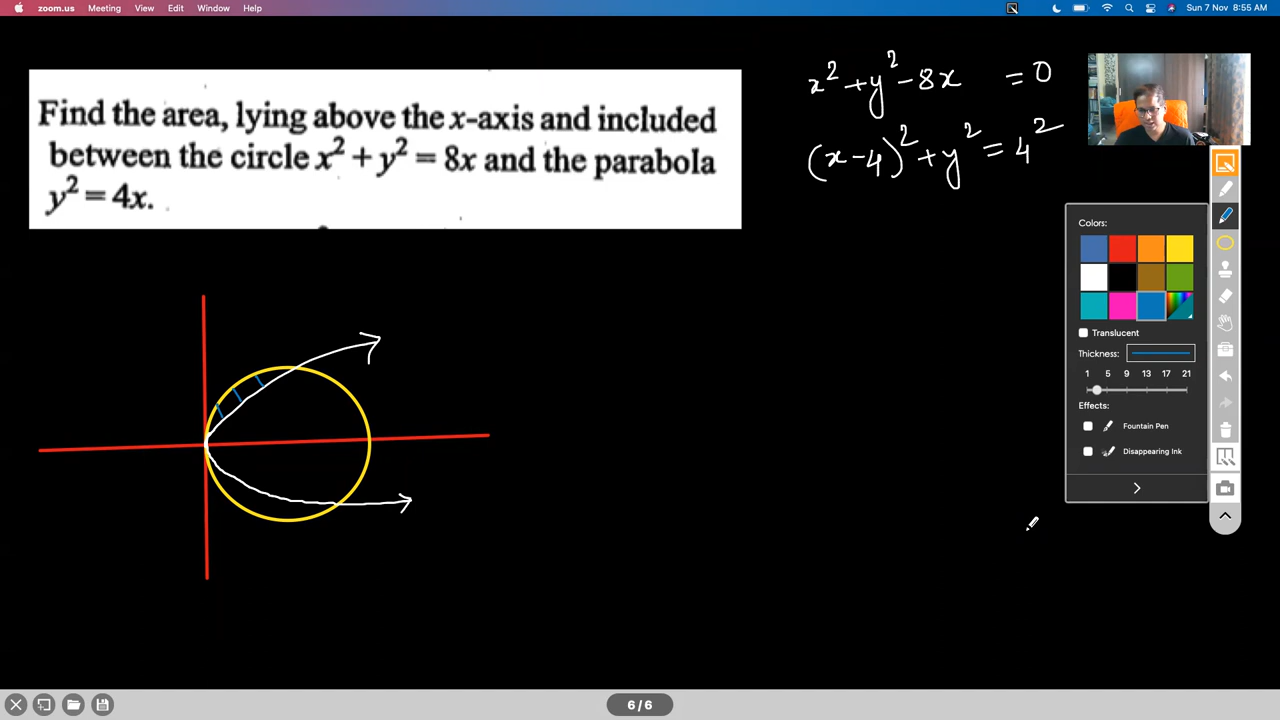 zoom.us Meeting View Edit Window Help Sun 7 Nov 8:55 AM
Find the area, lying above the x-axis and included
between the circle x² + y² = 8x and the parabola
y² = 4x.
x² + y² - 8x = 0
(x - 4)² + y² = 4²
Colors:
Translucent
Thickness:
1 5 9 13 17 21
Effects:
Fountain Pen
Disappearing Ink
6 / 6